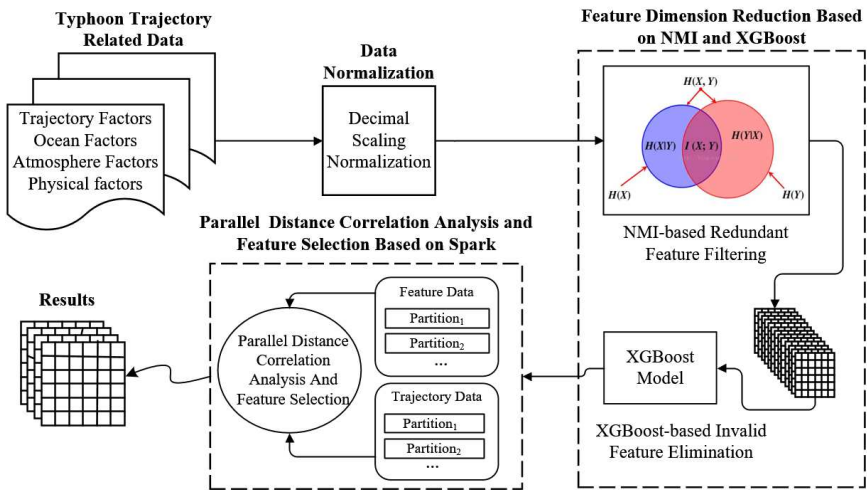 Typhoon Trajectory
Related Data
Trajectory Factors
Ocean Factors
Atmosphere Factors
Physical factors
Data
Normalization
Decimal
Scaling
Normalization
Feature Dimension Reduction Based
on NMI and XGBoost
H(X, Y)
H(X|Y)
I (X; Y)
H(Y|X)
H(X)
H(Y)
NMI-based Redundant
Feature Filtering
XGBoost
Model
XGBoost-based Invalid
Feature Elimination
Parallel Distance Correlation Analysis and
Feature Selection Based on Spark
Feature Data
Partition₁
Partition₂
...
Parallel Distance
Correlation
Analysis And
Feature Selection
Trajectory Data
Partition₁
Partition₂
...
Results